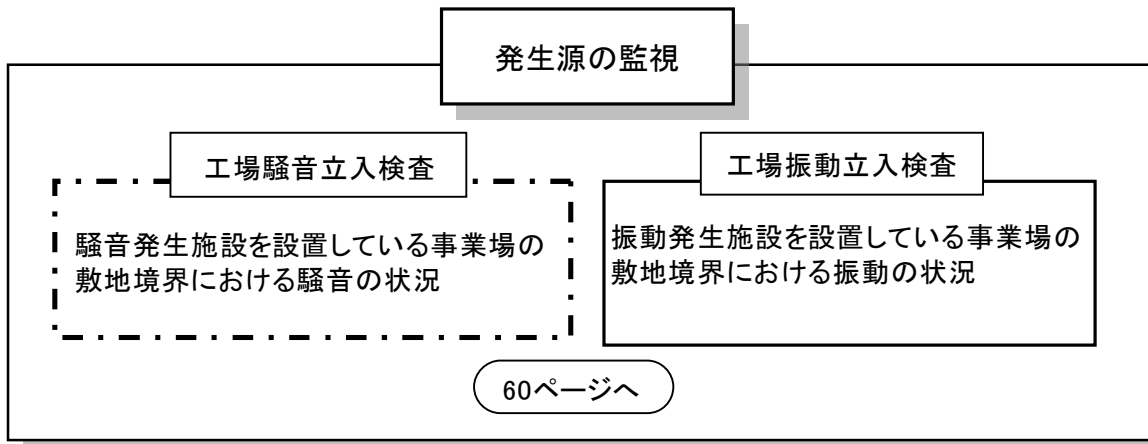 発生源の監視
工場騒音立入検査
騒音発生施設を設置している事業場の
敷地境界における騒音の状況
工場振動立入検査
振動発生施設を設置している事業場の
敷地境界における振動の状況
60ページへ